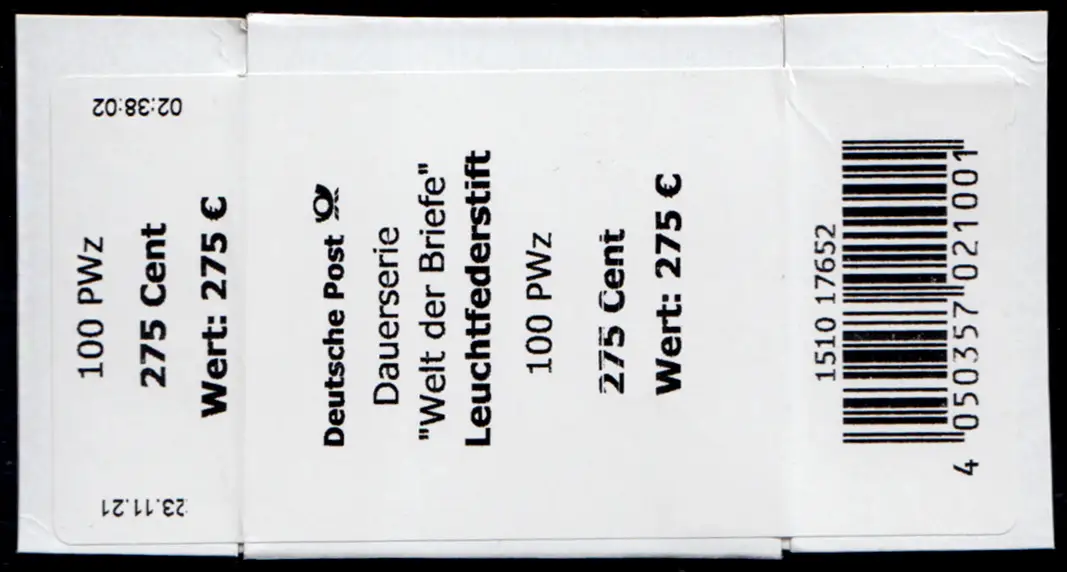 02:38:02
23.11.21
100 PWz
275 Cent
Wert: 275 €
Deutsche Post
Dauerserie
"Welt der Briefe"
Leuchtfederstift
100 PWz
275 Cent
Wert: 275 €
1510 17652
4 050357 021001